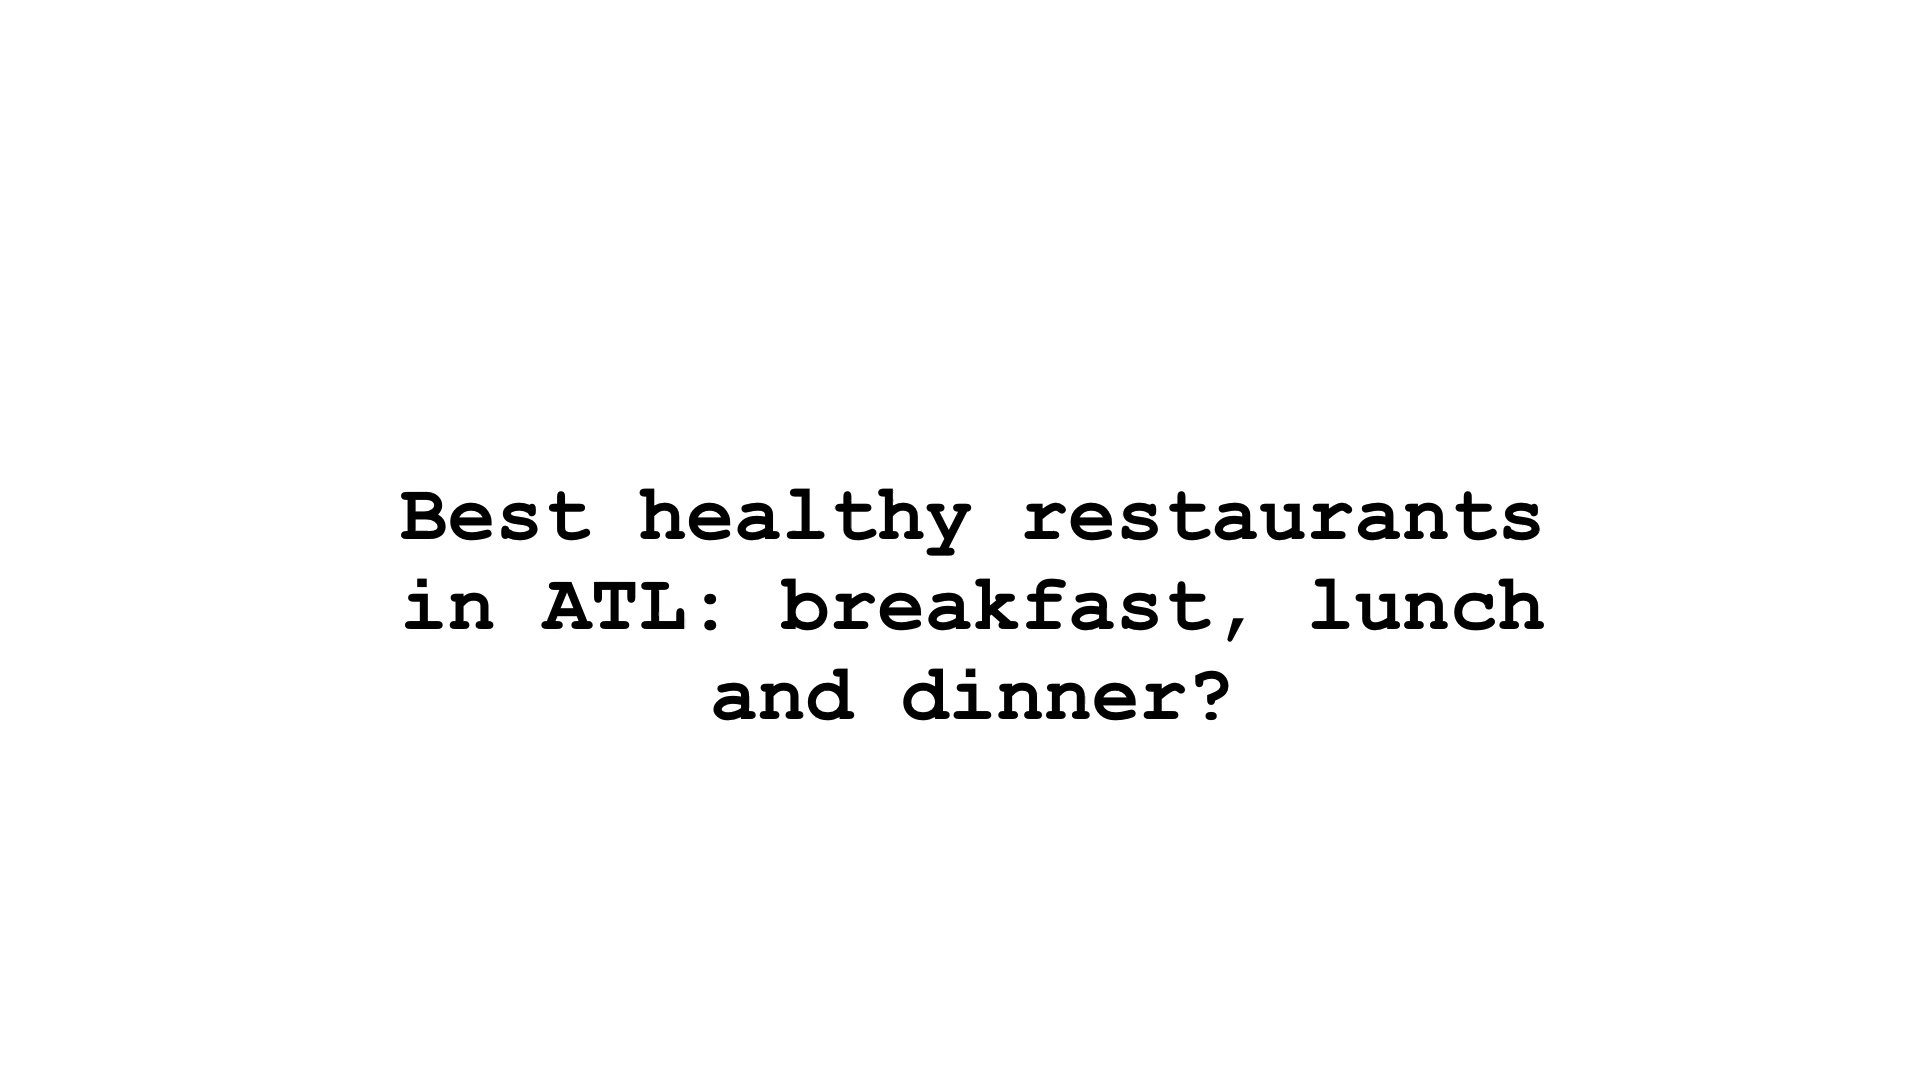 Best healthy restaurants
in ATL: breakfast, lunch
and dinner?